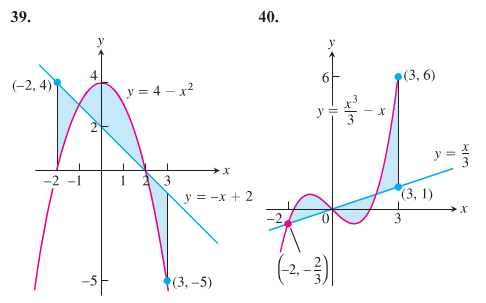 39.
y
(−2, 4)
4
y = 4 − x²
2
−2 −1 1 2 3
x
y = −x + 2
−5
(3, −5)
40.
y
6
(3, 6)
y = x³/3 − x
y = x/3
(3, 1)
−2 0 3
x
(−2, −2/3)